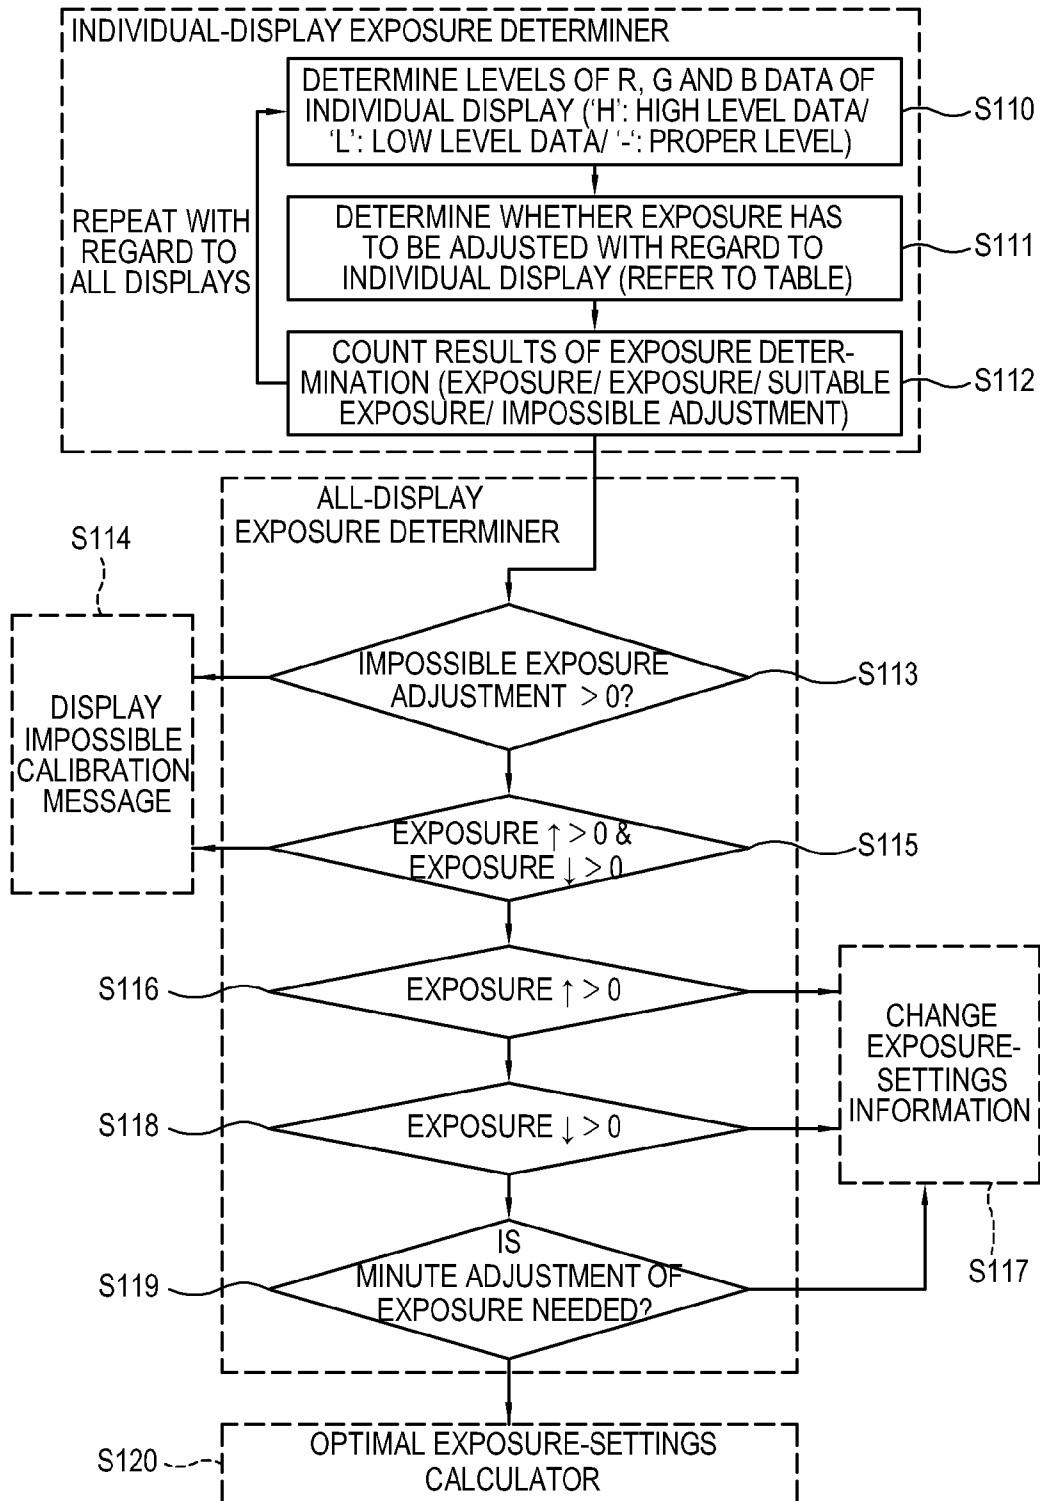 INDIVIDUAL-DISPLAY EXPOSURE DETERMINER
DETERMINE LEVELS OF R, G AND B DATA OF
INDIVIDUAL DISPLAY (‘H’: HIGH LEVEL DATA/
‘L’: LOW LEVEL DATA/ ‘-‘: PROPER LEVEL)
S110
REPEAT WITH
REGARD TO
ALL DISPLAYS
DETERMINE WHETHER EXPOSURE HAS
TO BE ADJUSTED WITH REGARD TO
INDIVIDUAL DISPLAY (REFER TO TABLE)
S111
COUNT RESULTS OF EXPOSURE DETER-
MINATION (EXPOSURE/ EXPOSURE/ SUITABLE
EXPOSURE/ IMPOSSIBLE ADJUSTMENT)
S112
ALL-DISPLAY
EXPOSURE DETERMINER
S114
DISPLAY
IMPOSSIBLE
CALIBRATION
MESSAGE
IMPOSSIBLE EXPOSURE
ADJUSTMENT > 0?
S113
EXPOSURE ↑ > 0 &
EXPOSURE ↓ > 0
S115
S116
EXPOSURE ↑ > 0
CHANGE
EXPOSURE-
SETTINGS
INFORMATION
S117
S118
EXPOSURE ↓ > 0
S119
IS
MINUTE ADJUSTMENT OF
EXPOSURE NEEDED?
S120
OPTIMAL EXPOSURE-SETTINGS
CALCULATOR